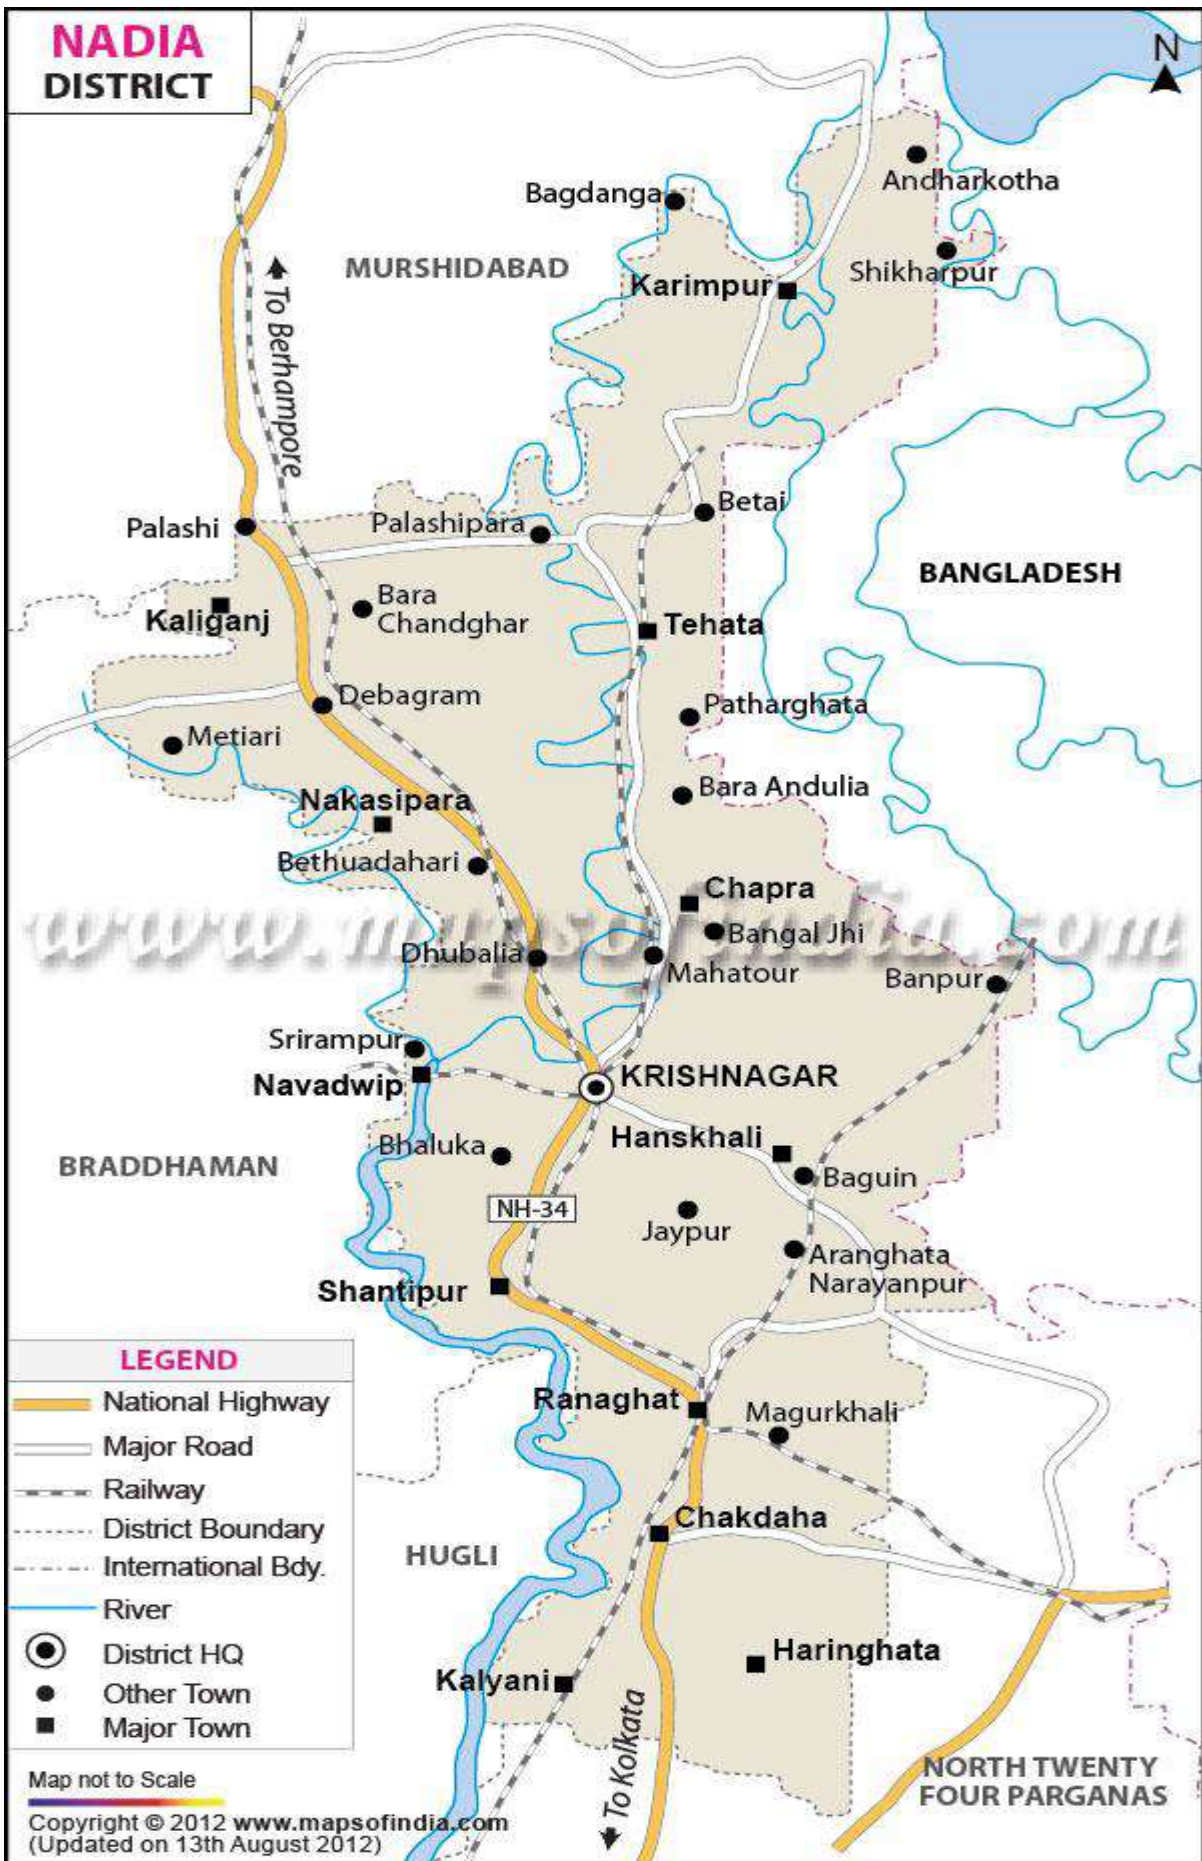 NADIA
DISTRICT
N
Andharkotha
Bagdanga
Shikharpur
MURSHIDABAD
Karimpur
To Berhampore
Betai
Palashi
Palashipara
BANGLADESH
Bara
Chandghar
Kaliganj
Tehata
Debagram
Patharghata
Metiari
Bara Andulia
Nakasipara
Bethuadahari
Chapra
www.mapsofindia.com
Bangal Jhi
Dhubalia
Mahatour
Banpur
Srirampur
Navadwip
KRISHNAGAR
Hanskhali
Bhaluka
BRADDHAMAN
Baguin
NH-34
Jaypur
Aranghata
Narayanpur
Shantipur
LEGEND
National Highway
Major Road
Railway
District Boundary
International Bdy.
River
District HQ
Other Town
Major Town
Ranaghat
Magurkhali
Chakdaha
HUGLI
Haringhata
Kalyani
To Kolkata
NORTH TWENTY
FOUR PARGANAS
Map not to Scale
Copyright © 2012 www.mapsofindia.com
(Updated on 13th August 2012)